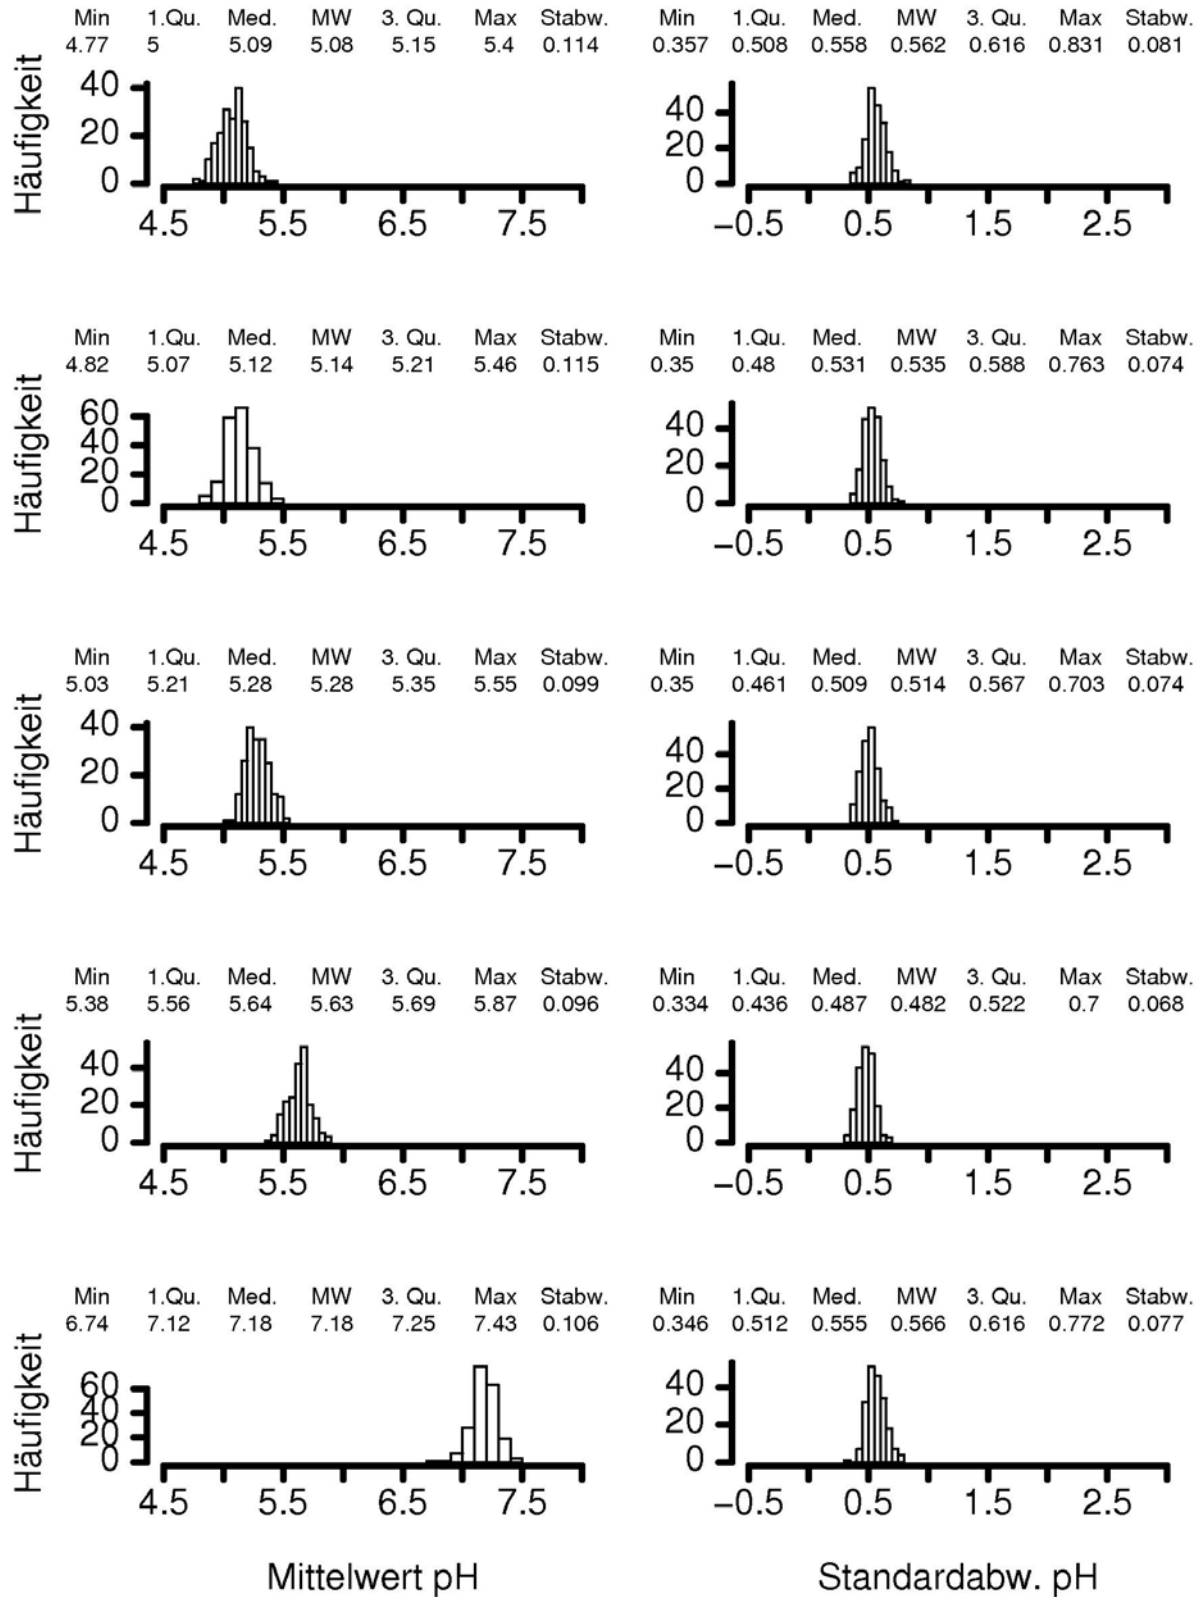 Min 1.Qu. Med. MW 3. Qu. Max Stabw. Min 1.Qu. Med. MW 3. Qu. Max Stabw.
4.77 5 5.09 5.08 5.15 5.4 0.114 0.357 0.508 0.558 0.562 0.616 0.831 0.081
Häufigkeit
40
20
0
4.5 5.5 6.5 7.5
40
20
0
−0.5 0.5 1.5 2.5
Min 1.Qu. Med. MW 3. Qu. Max Stabw. Min 1.Qu. Med. MW 3. Qu. Max Stabw.
4.82 5.07 5.12 5.14 5.21 5.46 0.115 0.35 0.48 0.531 0.535 0.588 0.763 0.074
Häufigkeit
60
40
20
0
4.5 5.5 6.5 7.5
40
20
0
−0.5 0.5 1.5 2.5
Min 1.Qu. Med. MW 3. Qu. Max Stabw. Min 1.Qu. Med. MW 3. Qu. Max Stabw.
5.03 5.21 5.28 5.28 5.35 5.55 0.099 0.35 0.461 0.509 0.514 0.567 0.703 0.074
Häufigkeit
40
20
0
4.5 5.5 6.5 7.5
40
20
0
−0.5 0.5 1.5 2.5
Min 1.Qu. Med. MW 3. Qu. Max Stabw. Min 1.Qu. Med. MW 3. Qu. Max Stabw.
5.38 5.56 5.64 5.63 5.69 5.87 0.096 0.334 0.436 0.487 0.482 0.522 0.7 0.068
Häufigkeit
40
20
0
4.5 5.5 6.5 7.5
40
20
0
−0.5 0.5 1.5 2.5
Min 1.Qu. Med. MW 3. Qu. Max Stabw. Min 1.Qu. Med. MW 3. Qu. Max Stabw.
6.74 7.12 7.18 7.18 7.25 7.43 0.106 0.346 0.512 0.555 0.566 0.616 0.772 0.077
Häufigkeit
60
40
20
0
4.5 5.5 6.5 7.5
40
20
0
−0.5 0.5 1.5 2.5
Mittelwert pH Standardabw. pH